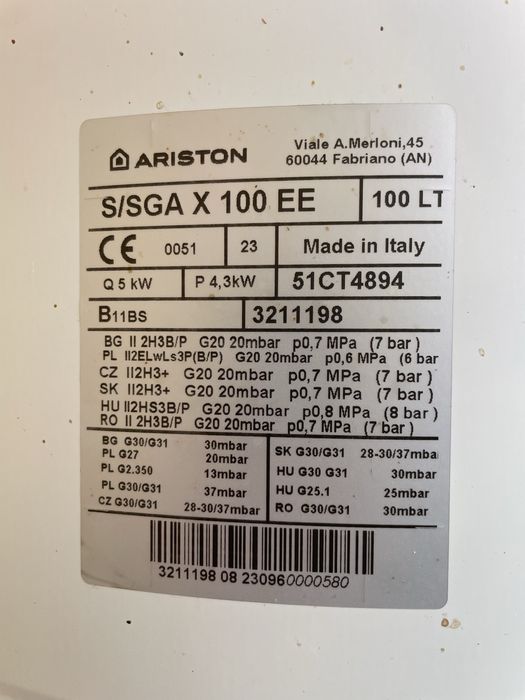 ARISTON
Viale A.Merloni,45
60044 Fabriano (AN)
S/SGA X 100 EE
100 LT
CE 0051
23
Made in Italy
Q 5 kW
P 4,3kW
51CT4894
B11BS
3211198
BG II 2H3B/P G20 20mbar p0,7 MPa (7 bar )
PL II2ELwLs3P(B/P) G20 20mbar p0,6 MPa (6 bar
CZ II2H3+ G20 20mbar p0,7 MPa (7 bar )
SK II2H3+ G20 20mbar p0,7 MPa (7 bar )
HU II2HS3B/P G20 20mbar p0,8 MPa (8 bar )
RO II 2H3B/P G20 20mbar p0,7 MPa (7 bar )
BG G30/G31 30mbar
PL G27 20mbar
PL G2.350 13mbar
PL G30/G31 37mbar
CZ G30/G31 28-30/37mbar
SK G30/G31 28-30/37mba
HU G30 G31 30mbar
HU G25.1 25mbar
RO G30/G31 30mbar
3211198 08 230960000580